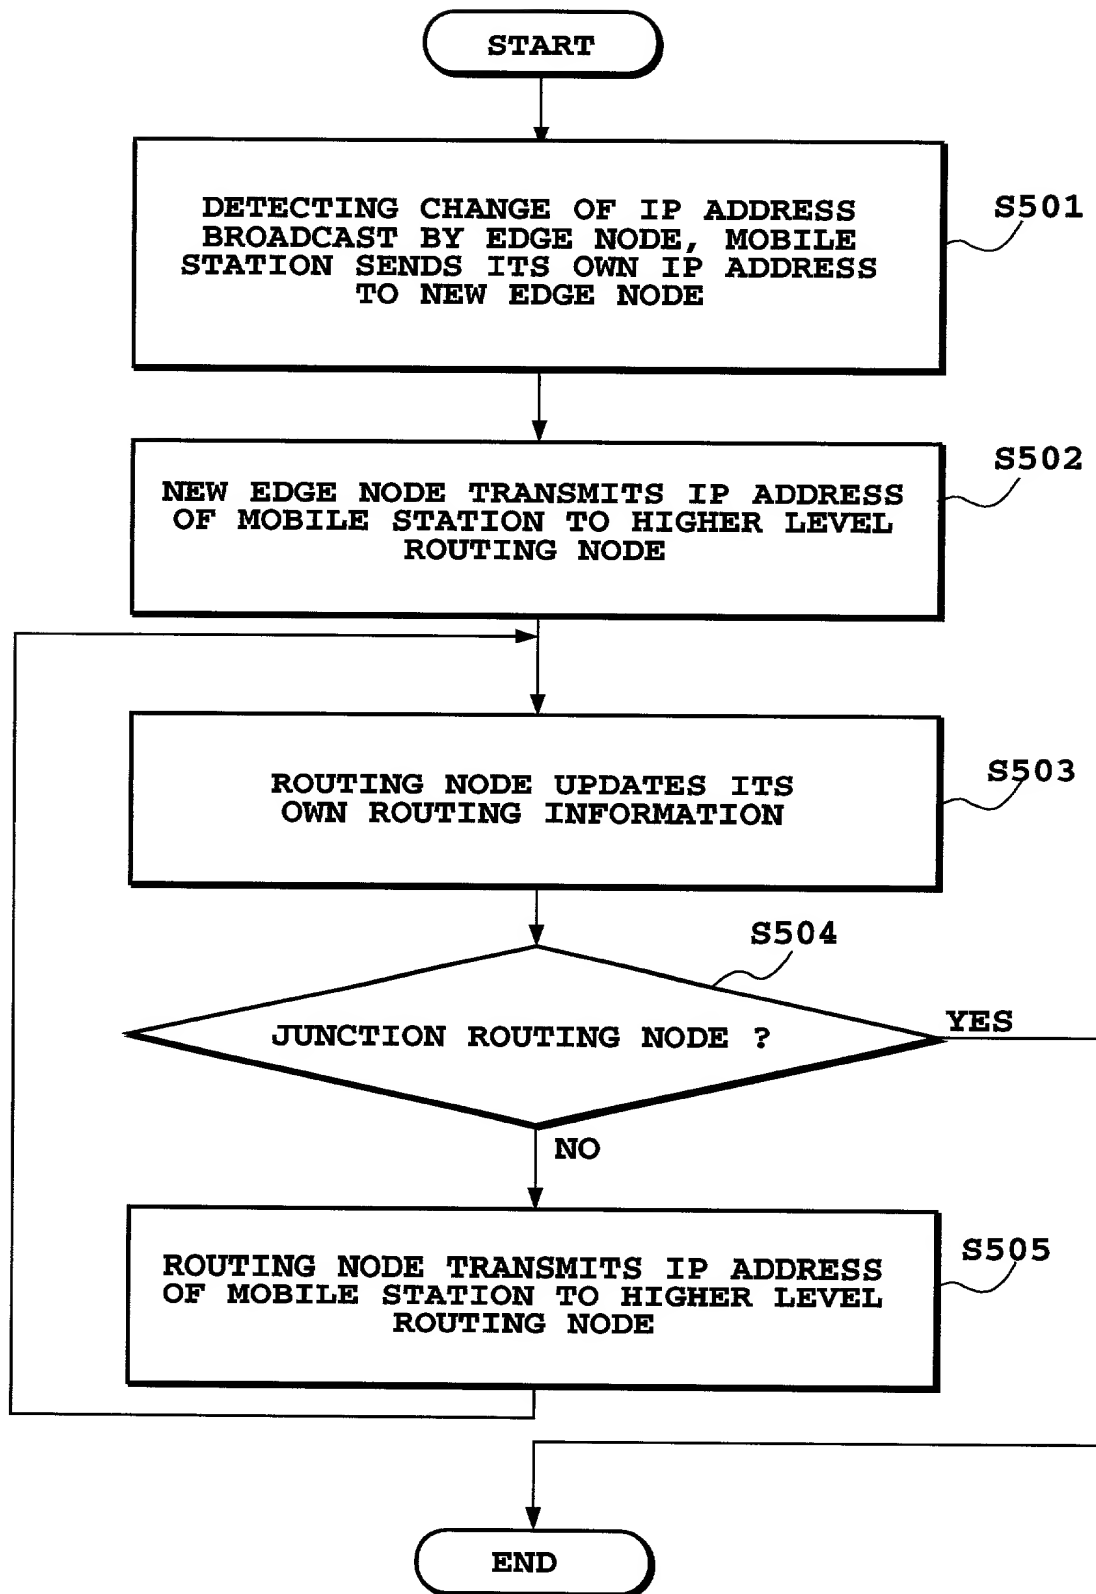 START
DETECTING CHANGE OF IP ADDRESS
BROADCAST BY EDGE NODE, MOBILE
STATION SENDS ITS OWN IP ADDRESS
TO NEW EDGE NODE
S501
NEW EDGE NODE TRANSMITS IP ADDRESS
OF MOBILE STATION TO HIGHER LEVEL
ROUTING NODE
S502
ROUTING NODE UPDATES ITS
OWN ROUTING INFORMATION
S503
S504
JUNCTION ROUTING NODE ?
YES
NO
ROUTING NODE TRANSMITS IP ADDRESS
OF MOBILE STATION TO HIGHER LEVEL
ROUTING NODE
S505
END